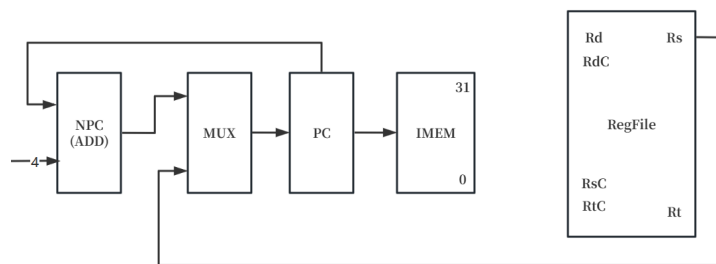 4
NPC
(ADD)
MUX
PC
31
IMEM
0
Rd
Rs
RdC
RegFile
RsC
RtC
Rt